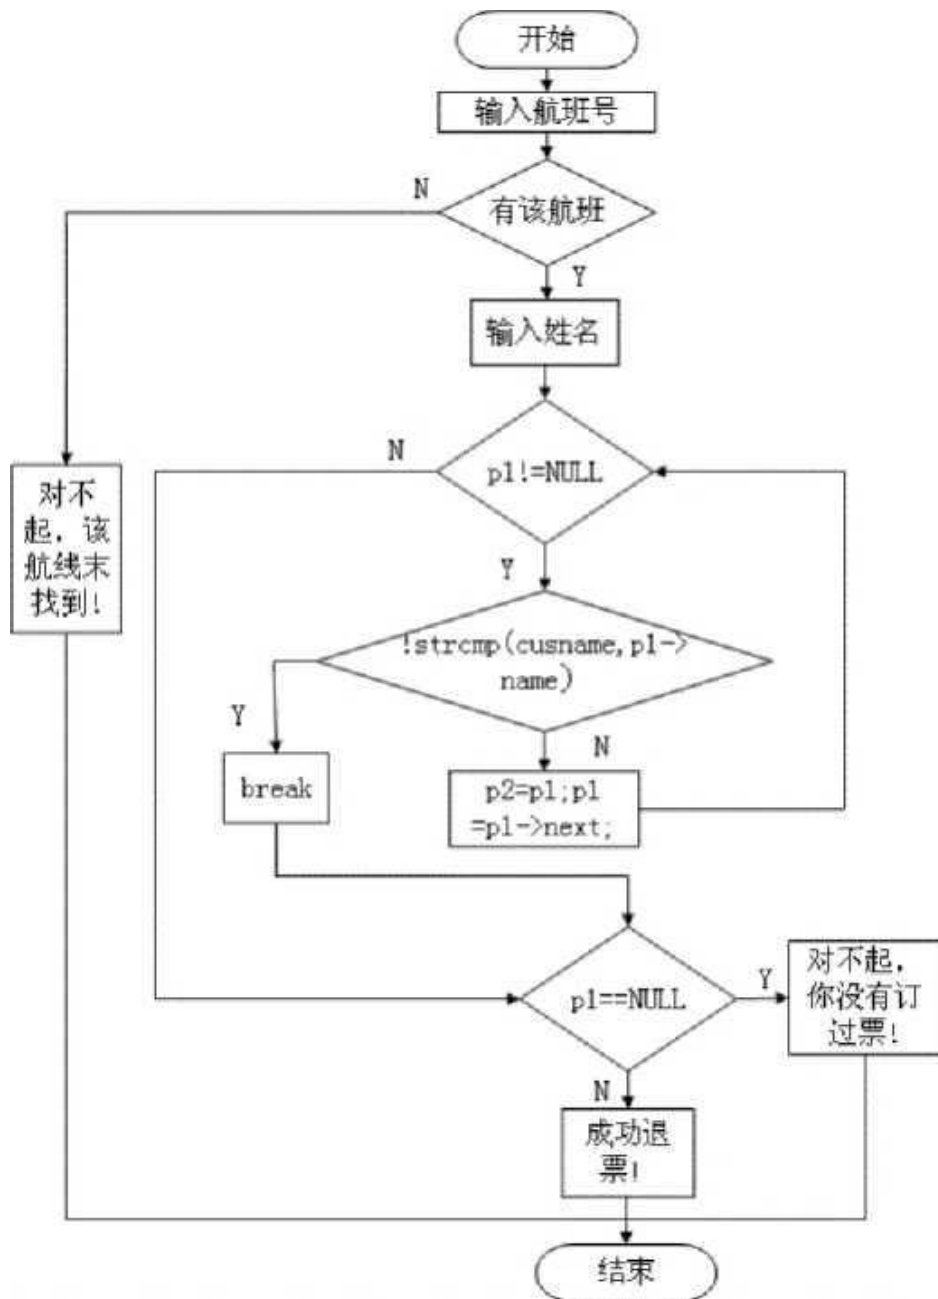 开始
输入航班号
N
有该航班
Y
输入姓名
N
p1!=NULL
对不
起，该
航线末
找到!
Y
!strcmp(cusname,p1->
name)
Y
N
break
p2=p1;p1
=p1->next;
p1==NULL
Y
对不起，
你没有订
过票!
N
成功退
票!
结束